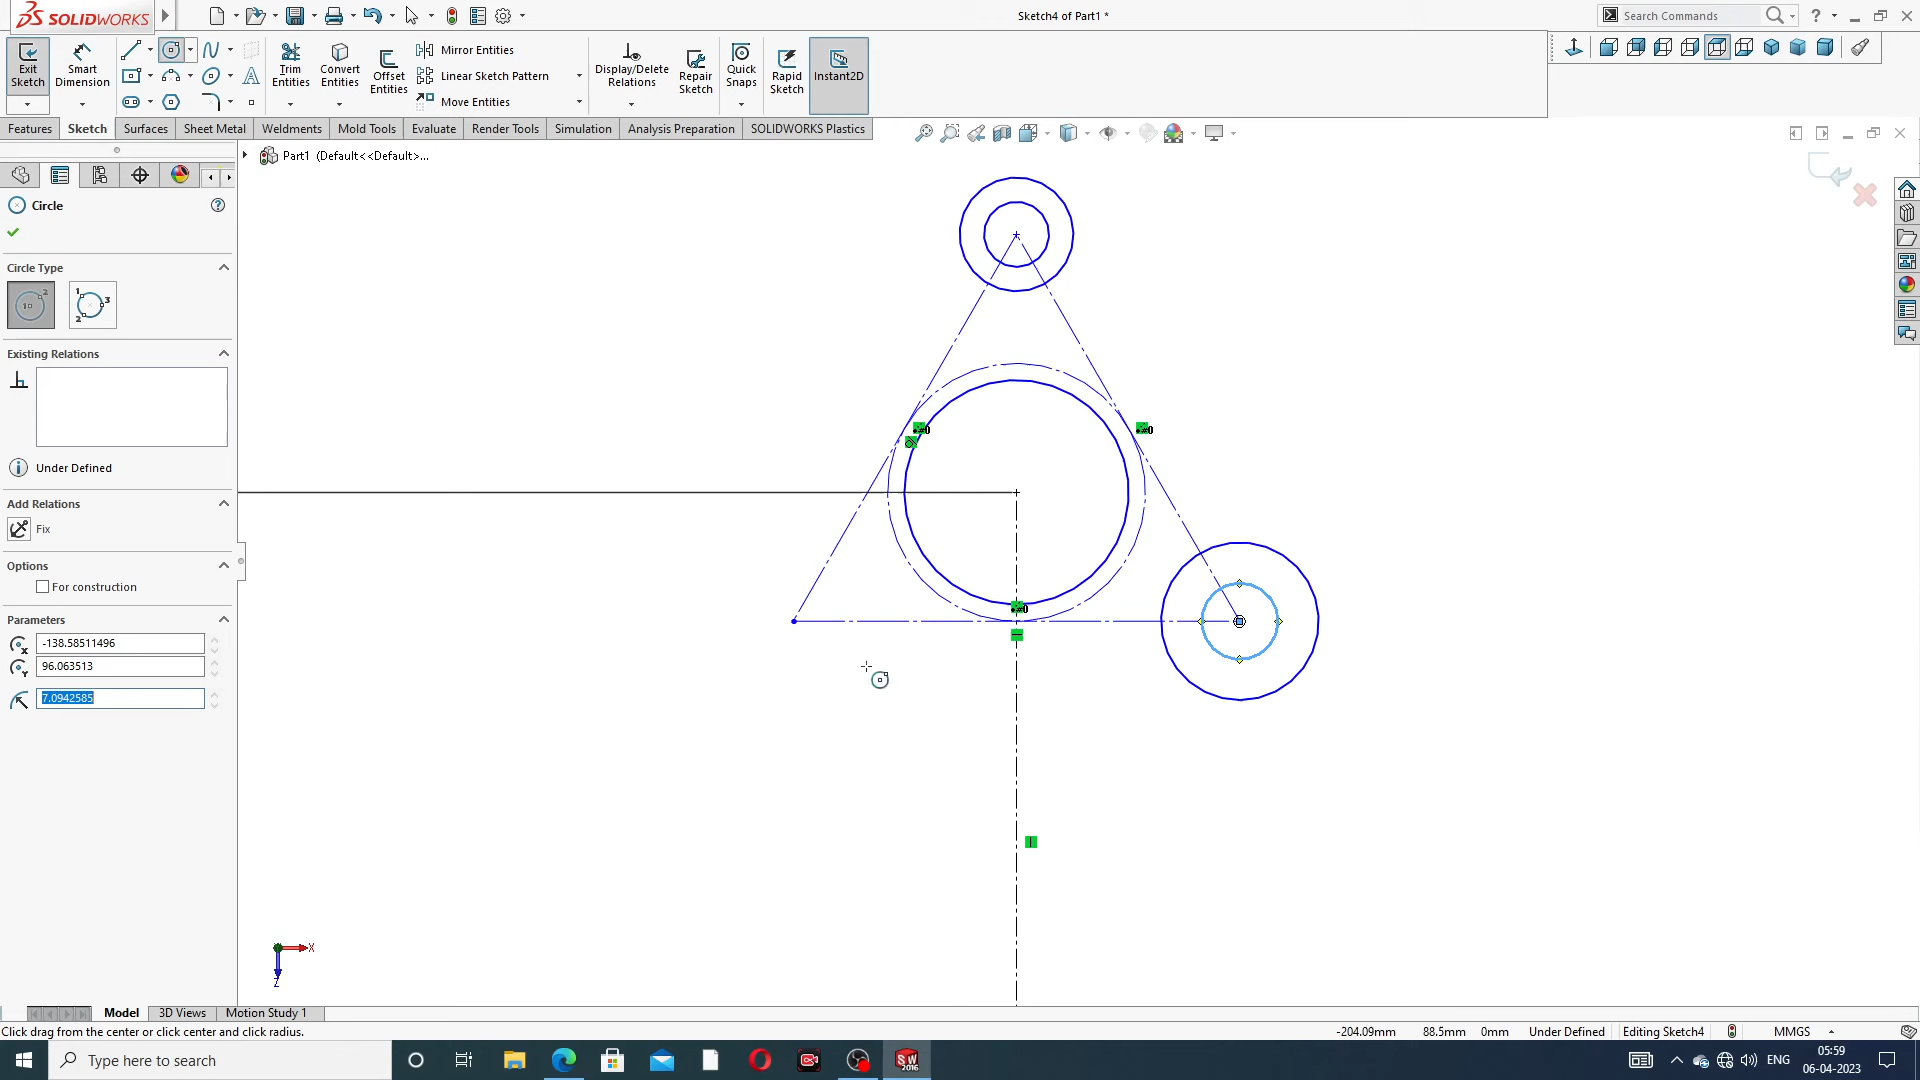 SOLIDWORKS
Sketch4 of Part1 *
Search Commands
Exit Sketch
Smart Dimension
Trim Entities
Convert Entities
Offset Entities
Mirror Entities
Linear Sketch Pattern
Move Entities
Display/Delete Relations
Repair Sketch
Quick Snaps
Rapid Sketch
Instant2D
Features
Sketch
Surfaces
Sheet Metal
Weldments
Mold Tools
Evaluate
Render Tools
Simulation
Analysis Preparation
SOLIDWORKS Plastics
Part1 (Default<<Default>...
Circle
Circle Type
Existing Relations
Under Defined
Add Relations
Fix
Options
For construction
Parameters
-138.58511496
96.063513
7.0942585
X
Z
Model
3D Views
Motion Study 1
Click drag from the center or click center and click radius.
-204.09mm
88.5mm
0mm
Under Defined
Editing Sketch4
MMGS
Type here to search
SW 2016
ENG
05:59
06-04-2023